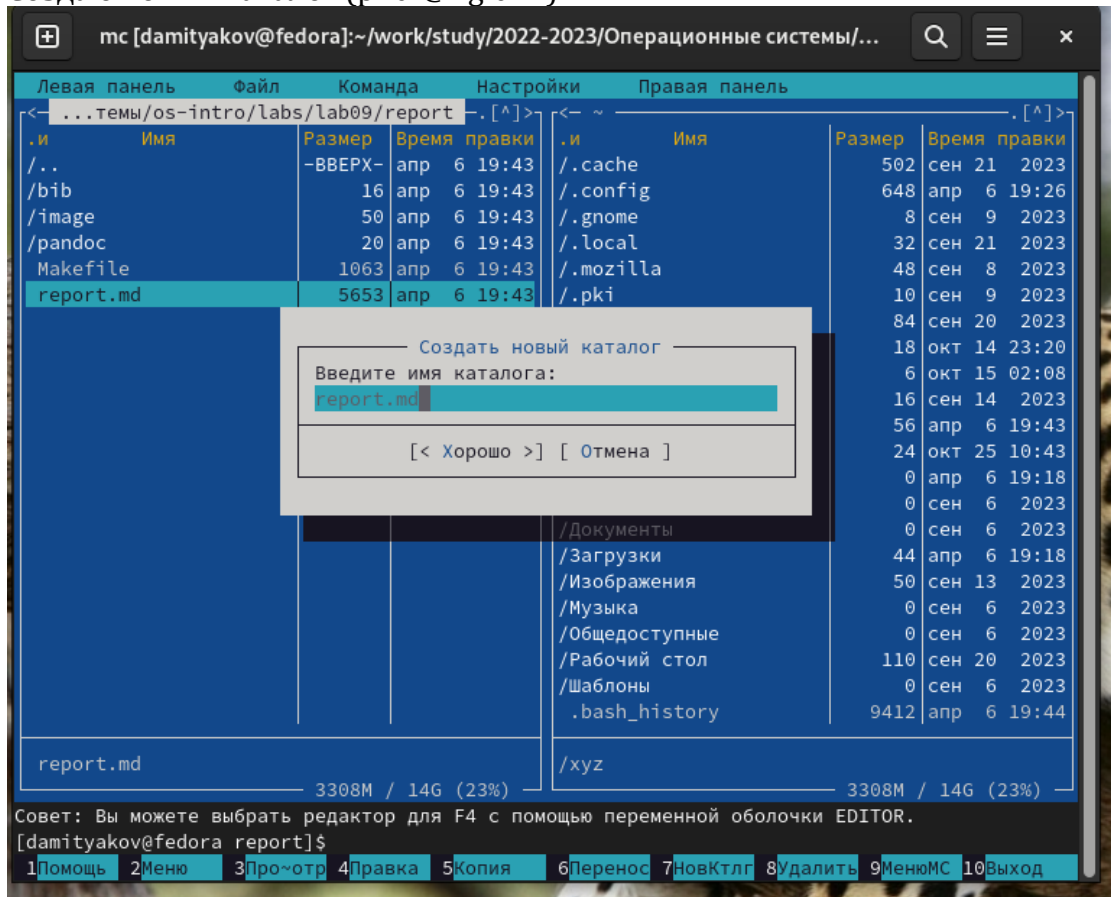 mc [damityakov@fedora]:~/work/study/2022-2023/Операционные системы/...
Левая панель Файл Команда Настройки Правая панель
<— ...темы/os-intro/labs/lab09/report —.[^]> <— ~ .[^]>
.и Имя Размер Время правки .и Имя Размер Время правки
/.. -ВВЕРХ- апр 6 19:43 /.cache 502 сен 21 2023
/bib 16 апр 6 19:43 /.config 648 апр 6 19:26
/image 50 апр 6 19:43 /.gnome 8 сен 9 2023
/pandoc 20 апр 6 19:43 /.local 32 сен 21 2023
Makefile 1063 апр 6 19:43 /.mozilla 48 сен 8 2023
report.md 5653 апр 6 19:43 /.pki 10 сен 9 2023
84 сен 20 2023
Создать новый каталог 18 окт 14 23:20
Введите имя каталога: 6 окт 15 02:08
report.md 16 сен 14 2023
56 апр 6 19:43
[< Хорошо >] [ Отмена ] 24 окт 25 10:43
0 апр 6 19:18
0 сен 6 2023
/Документы 0 сен 6 2023
/Загрузки 44 апр 6 19:18
/Изображения 50 сен 13 2023
/Музыка 0 сен 6 2023
/Общедоступные 0 сен 6 2023
/Рабочий стол 110 сен 20 2023
/Шаблоны 0 сен 6 2023
.bash_history 9412 апр 6 19:44
report.md /xyz
3308M / 14G (23%) 3308M / 14G (23%)
Совет: Вы можете выбрать редактор для F4 с помощью переменной оболочки EDITOR.
[damityakov@fedora report]$
1Помощь 2Меню 3Про~отр 4Правка 5Копия 6Перенос 7НовКтлг 8Удалить 9МенюMC 10Выход